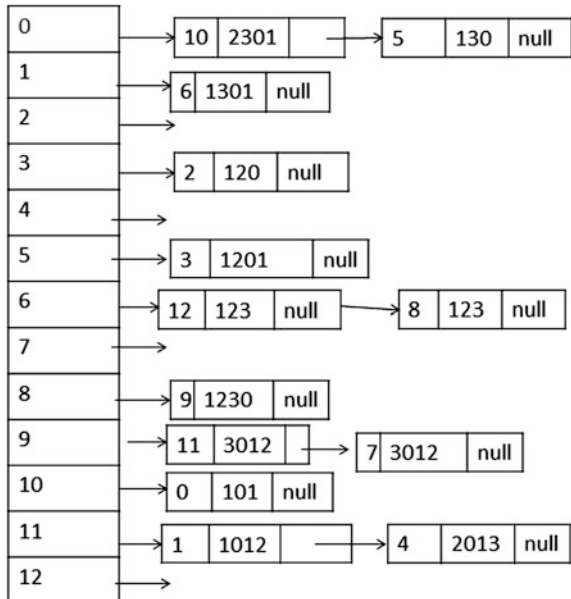 0 10 2301 5 130 null
1 6 1301 null
2
3 2 120 null
4
5 3 1201 null
6 12 123 null 8 123 null
7
8 9 1230 null
9 11 3012 7 3012 null
10 0 101 null
11 1 1012 4 2013 null
12